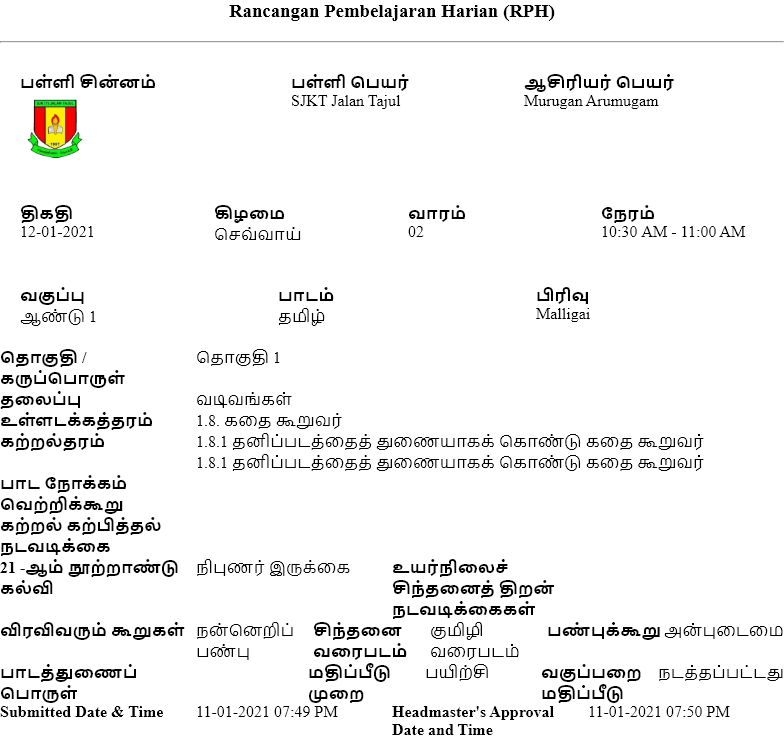 Rancangan Pembelajaran Harian (RPH)
பள்ளி சின்னம் பள்ளி பெயர் ஆசிரியர் பெயர்
SJKT Jalan Tajul Murugan Arumugam
திகதி கிழமை வாரம் நேரம்
12-01-2021 செவ்வாய் 02 10:30 AM - 11:00 AM
வகுப்பு பாடம் பிரிவு
ஆண்டு 1 தமிழ் Malligai
தொகுதி / தொகுதி 1
கருப்பொருள்
தலைப்பு வடிவங்கள்
உள்ளடக்கத்தரம் 1.8. கதை கூறுவர்
கற்றல்தரம் 1.8.1 தனிப்படத்தைத் துணையாகக் கொண்டு கதை கூறுவர்
1.8.1 தனிப்படத்தைத் துணையாகக் கொண்டு கதை கூறுவர்
பாட நோக்கம்
வெற்றிக்கூறு
கற்றல் கற்பித்தல்
நடவடிக்கை
21 -ஆம் நூற்றாண்டு நிபுணர் இருக்கை உயர்நிலைச்
கல்வி சிந்தனைத் திறன்
நடவடிக்கைகள்
விரவிவரும் கூறுகள் நன்னெறிப் சிந்தனை குமிழி பண்புக்கூறு அன்புடைமை
பண்பு வரைபடம் வரைபடம்
பாடத்துணைப் மதிப்பீடு பயிற்சி வகுப்பறை நடத்தப்பட்டது
பொருள் முறை மதிப்பீடு
Submitted Date & Time 11-01-2021 07:49 PM Headmaster's Approval 11-01-2021 07:50 PM
Date and Time